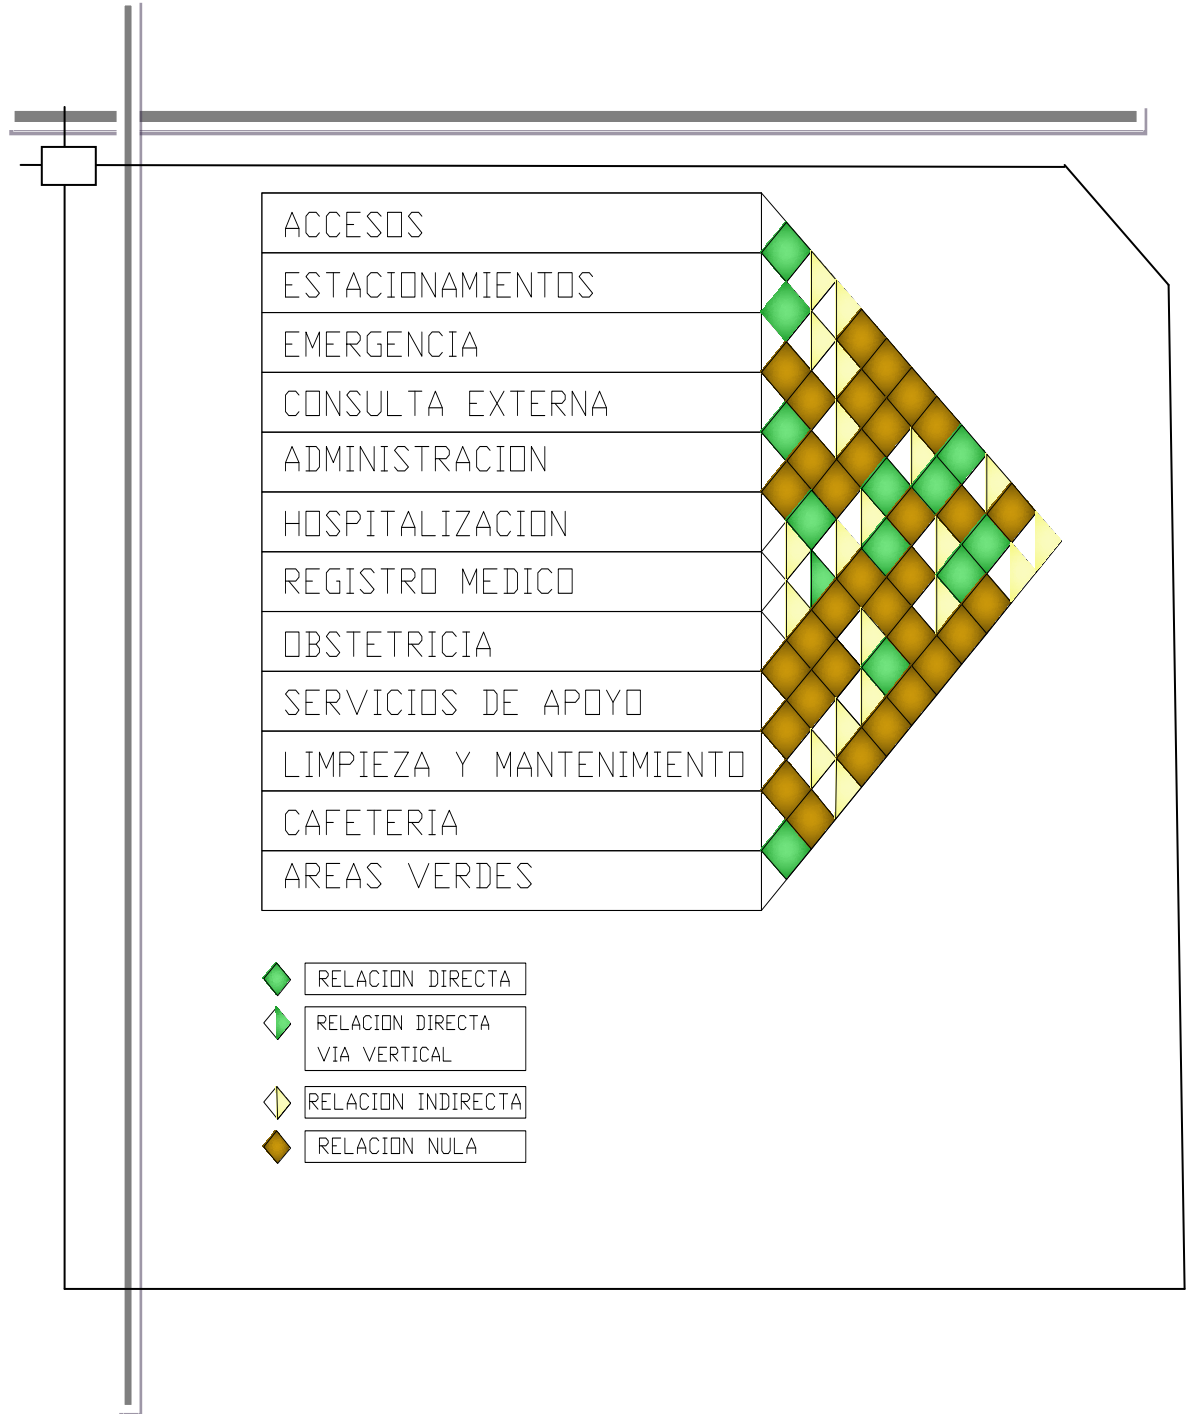 ACCESOS
ESTACIONAMIENTOS
EMERGENCIA
CONSULTA EXTERNA
ADMINISTRACION
HOSPITALIZACION
REGISTRO MEDICO
OBSTETRICIA
SERVICIOS DE APOYO
LIMPIEZA Y MANTENIMIENTO
CAFETERIA
AREAS VERDES
RELACION DIRECTA
RELACION DIRECTA
VIA VERTICAL
RELACION INDIRECTA
RELACION NULA